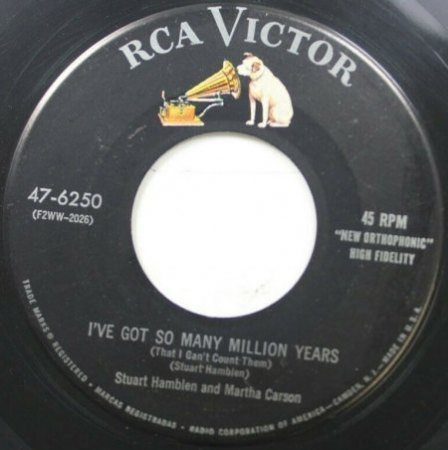 RCA VICTOR
47-6250
(F2WW-2026)
45 RPM
"NEW ORTHOPHONIC"
HIGH FIDELITY
I'VE GOT SO MANY MILLION YEARS
(That I Can't Count Them)
(Stuart Hamblen)
Stuart Hamblen and Martha Carson
TRADE MARKS ® REGISTERED • MARCAS REGISTRADAS • RADIO CORPORATION OF AMERICA—CAMDEN, N. J.—MADE IN U.S.A.